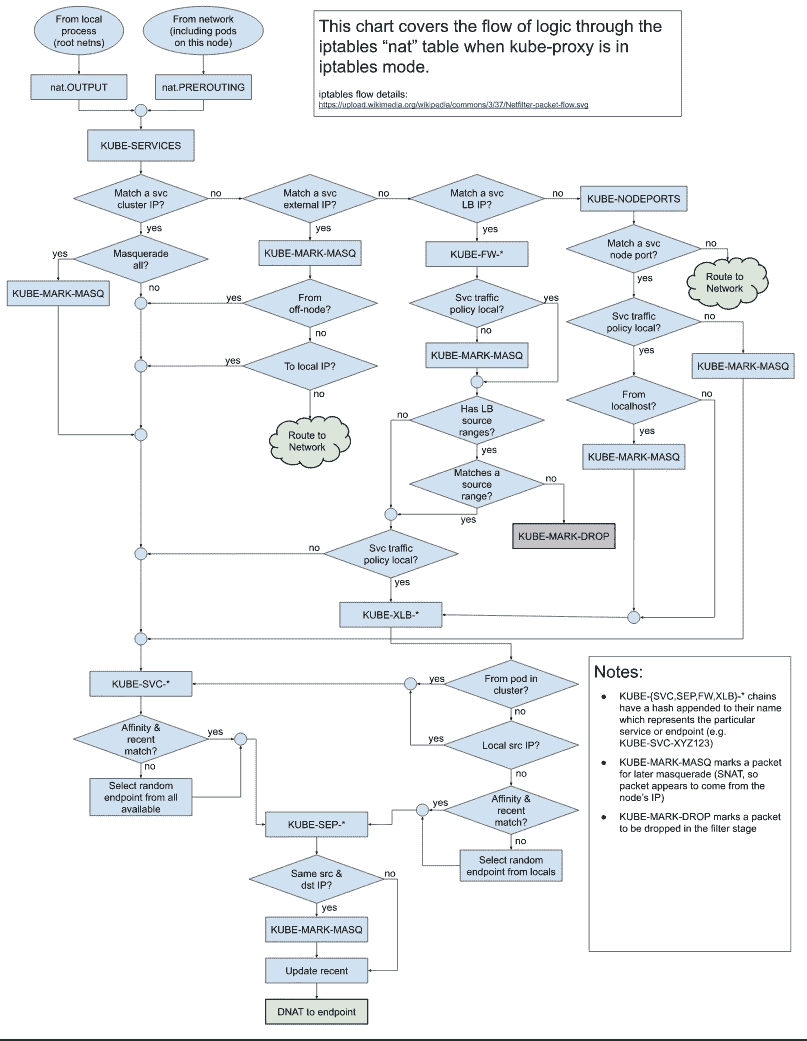 From local
process
(root netns)
From network
(including pods
on this node)
This chart covers the flow of logic through the
iptables “nat” table when kube-proxy is in
iptables mode.
iptables flow details:
https://upload.wikimedia.org/wikipedia/commons/3/37/Netfilter-packet-flow.svg
nat.OUTPUT
nat.PREROUTING
KUBE-SERVICES
Match a svc
cluster IP?
no
Match a svc
external IP?
no
Match a svc
LB IP?
no
KUBE-NODEPORTS
yes
yes
yes
Masquerade
all?
yes
no
KUBE-MARK-MASQ
KUBE-MARK-MASQ
KUBE-FW-*
Match a svc
node port?
no
yes
Route to
Network
From
off-node?
yes
no
Svc traffic
policy local?
yes
no
Svc traffic
policy local?
no
yes
KUBE-MARK-MASQ
KUBE-MARK-MASQ
To local IP?
yes
no
Route to
Network
From
localhost?
no
yes
Has LB
source
ranges?
no
yes
KUBE-MARK-MASQ
Matches a
source
range?
no
yes
KUBE-MARK-DROP
Svc traffic
policy local?
no
yes
KUBE-XLB-*
KUBE-SVC-*
From pod in
cluster?
yes
no
Local src IP?
yes
no
Affinity &
recent
match?
yes
no
Select random
endpoint from all
available
Affinity &
recent
match?
yes
no
Select random
endpoint from locals
KUBE-SEP-*
Same src &
dst IP?
no
yes
KUBE-MARK-MASQ
Update recent
DNAT to endpoint
Notes:
● KUBE-{SVC,SEP,FW,XLB}-* chains
have a hash appended to their name
which represents the particular
service or endpoint (e.g.
KUBE-SVC-XYZ123)
● KUBE-MARK-MASQ marks a packet
for later masquerade (SNAT, so
packet appears to come from the
node’s IP)
● KUBE-MARK-DROP marks a packet
to be dropped in the filter stage